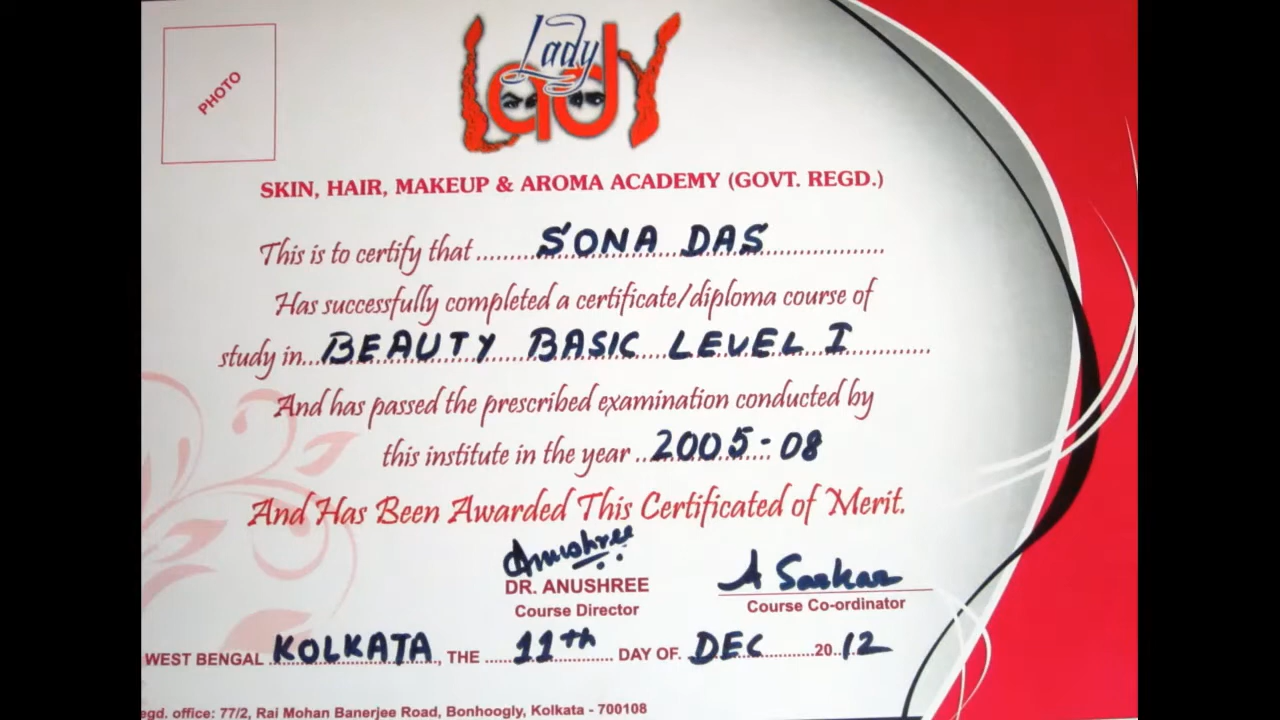 PHOTO
Lady
LADY
SKIN, HAIR, MAKEUP & AROMA ACADEMY (GOVT. REGD.)
This is to certify that ......... SONA DAS ....................
Has successfully completed a certificate/diploma course of
study in... BEAUTY BASIC LEVEL I ..............
And has passed the prescribed examination conducted by
this institute in the year ..2005-08
And Has Been Awarded This Certificated of Merit.
Anushree A Sarkar
DR. ANUSHREE
Course Director Course Co-ordinator
WEST BENGAL KOLKATA, THE ..... 11th ........ DAY OF. DEC ..........20 12
egd. office: 77/2, Rai Mohan Banerjee Road, Bonhoogly, Kolkata - 700108